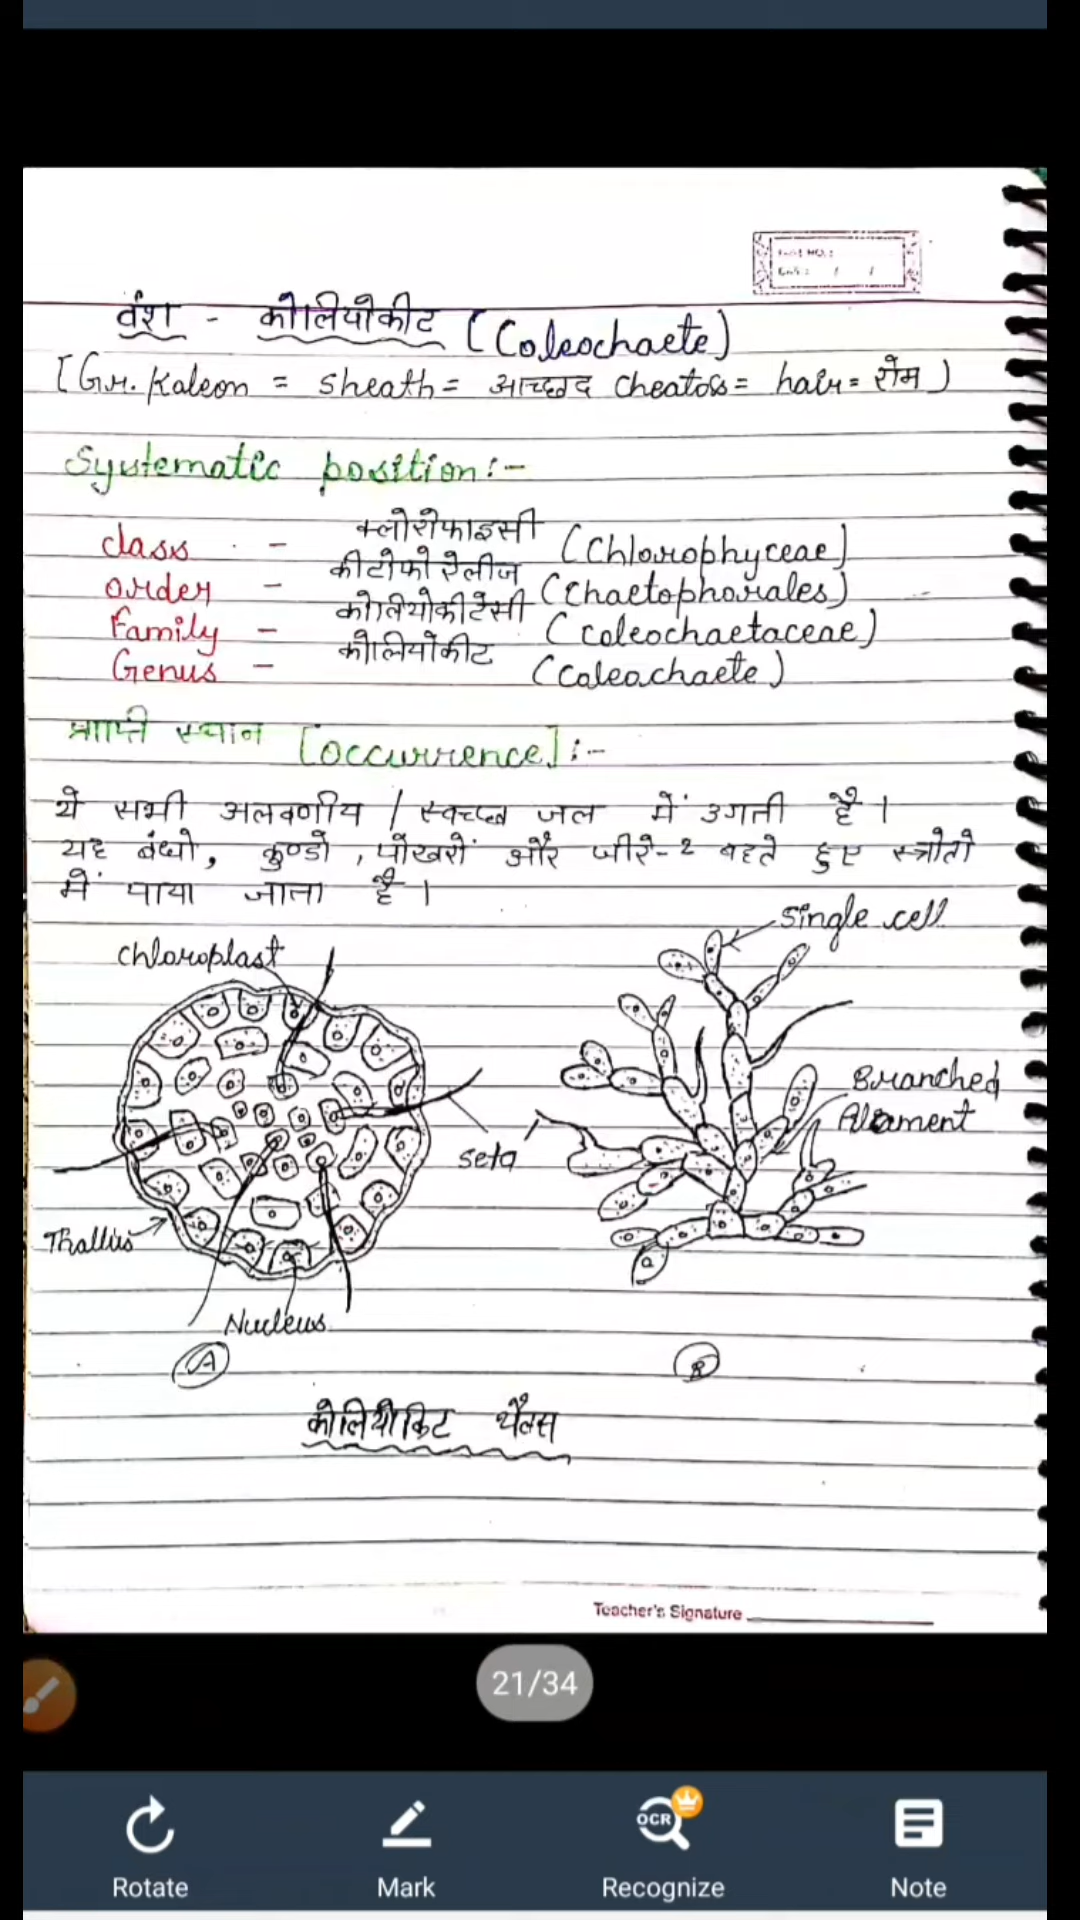 वंश - कोलियोकीट (Coleochaete)
[Gr. Kaleon = Sheath = आच्छद cheatos = hair = रोम)
Systematic position :-
class - क्लोरोफाइसी (Chlorophyceae)
order - कीटोफोरेलीज (Chaetophorales)
family - कोलियोकीटेसी (coleochaetaceae)
Genus - कोलियोकीट (Coleochaete)
प्राप्ति स्थान [occurrence] :-
ये सभी अलवणीय / स्वच्छ जल में उगती है ।
यह बंधो, कुण्डो, पोखरों और धीरे-2 बहते हुए स्त्रोतो
में पाया जाता है ।
Single cell
Chloroplast
Branched
filament
seta
Thallus
Nucleus
A
B
कोलियोकिट थैलस
Teacher's Signature
21/34
OCR
Rotate
Mark
Recognize
Note